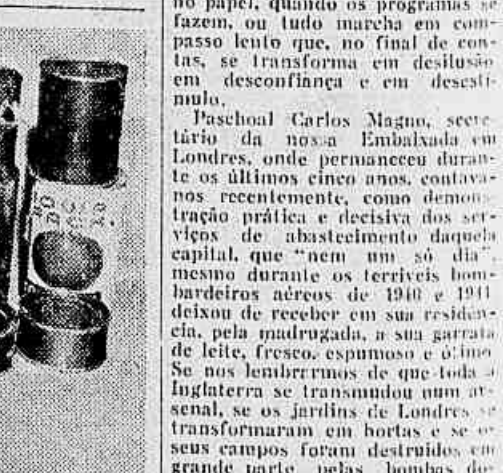 no papel, quando os programas se
fazem, ou tudo marcha em com-
passo lento que, no final de con-
tas, se transforma em desilusão
em desconfiança e em desestí-
mulo.
Paschoal Carlos Magno, secre-
tário da nossa Embaixada em
Londres, onde permaneceu duran-
te os últimos cinco anos, contava-
nos recentemente, como demons-
tração prática e decisiva dos ser-
viços de abastecimento daquela
capital, que "nem um só dia",
mesmo durante os terriveis bom-
bardeiros aéreos de 1940 e 1941
deixou de receber em sua residên-
cia, pela madrugada, a sua garrafa
de leite, fresco, espumoso e ótimo
Se nos lembrrrmos de que toda a
Inglaterra se transmudou num ar-
senal, se os jardins de Londres se
transformaram em hortas e se os
seus campos foram destruidos em
grande parte pelas bombas